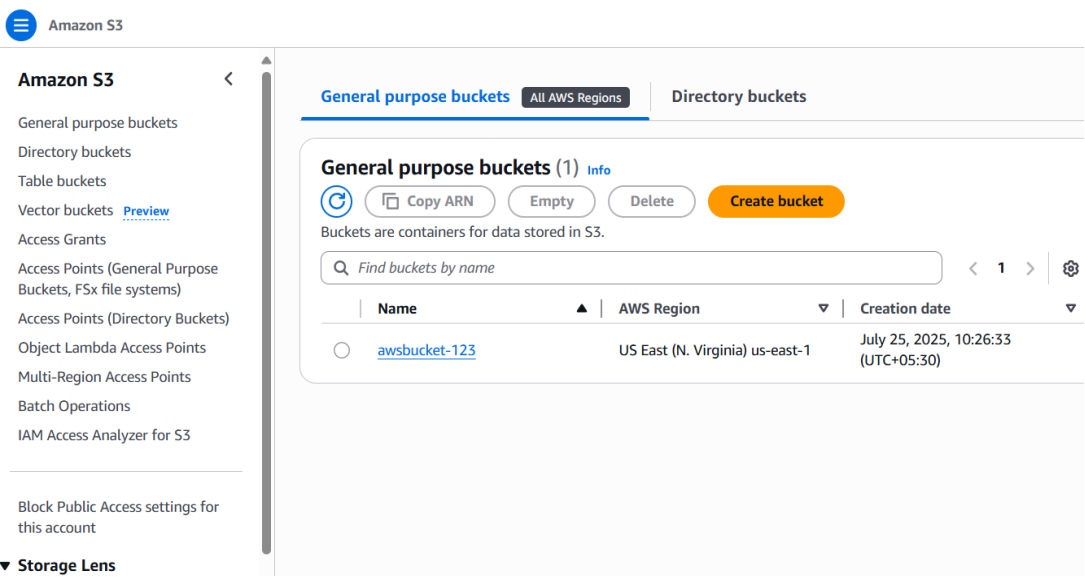 Amazon S3
Amazon S3
General purpose buckets
Directory buckets
Table buckets
Vector buckets Preview
Access Grants
Access Points (General Purpose
Buckets, FSx file systems)
Access Points (Directory Buckets)
Object Lambda Access Points
Multi-Region Access Points
Batch Operations
IAM Access Analyzer for S3
Block Public Access settings for
this account
Storage Lens
General purpose buckets All AWS Regions Directory buckets
General purpose buckets (1) Info
Copy ARN Empty Delete Create bucket
Buckets are containers for data stored in S3.
Find buckets by name 1
Name AWS Region Creation date
awsbucket-123 US East (N. Virginia) us-east-1 July 25, 2025, 10:26:33
(UTC+05:30)